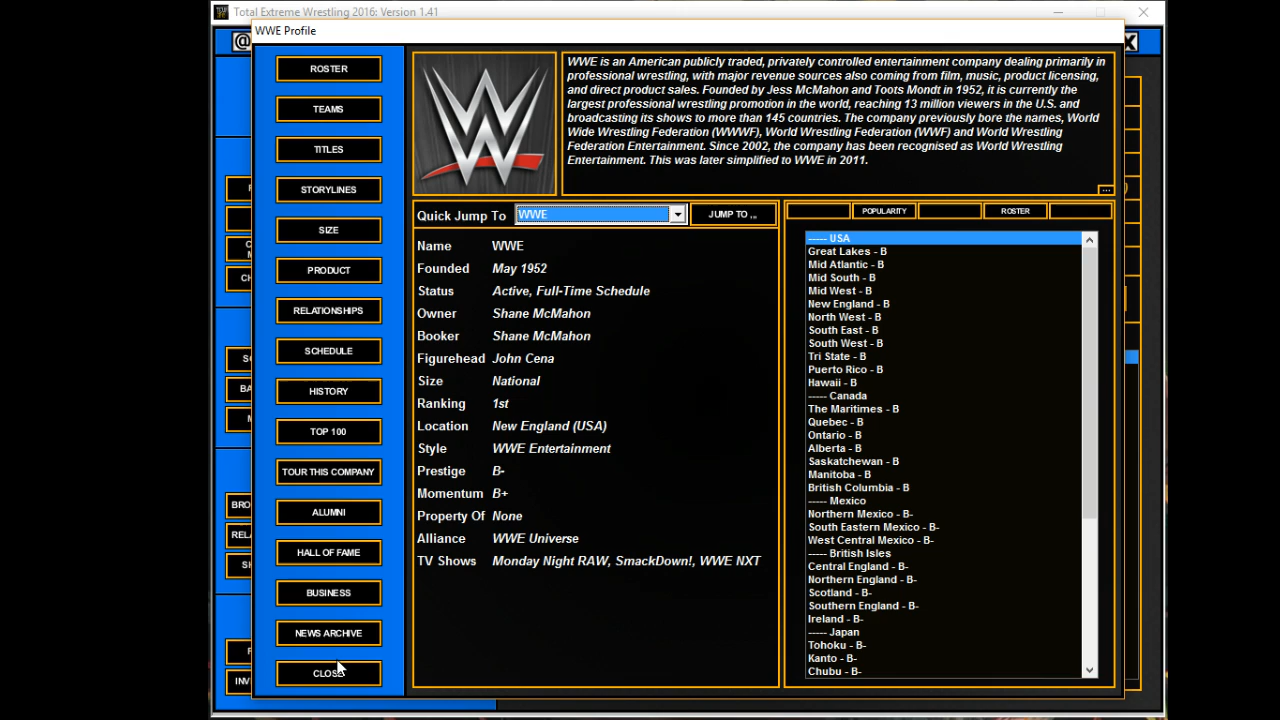 Total Extreme Wrestling 2016: Version 1.41
WWE Profile
ROSTER
TEAMS
TITLES
STORYLINES
SIZE
PRODUCT
RELATIONSHIPS
SCHEDULE
HISTORY
TOP 100
TOUR THIS COMPANY
ALUMNI
HALL OF FAME
BUSINESS
NEWS ARCHIVE
CLOSE
WWE is an American publicly traded, privately controlled entertainment company dealing primarily in
professional wrestling, with major revenue sources also coming from film, music, product licensing,
and direct product sales. Founded by Jess McMahon and Toots Mondt in 1952, it is currently the
largest professional wrestling promotion in the world, reaching 13 million viewers in the U.S. and
broadcasting its shows to more than 145 countries. The company previously bore the names, World
Wide Wrestling Federation (WWWF), World Wrestling Federation (WWF) and World Wrestling
Federation Entertainment. Since 2002, the company has been recognised as World Wrestling
Entertainment. This was later simplified to WWE in 2011.
...
Quick Jump To WWE JUMP TO ...
Name WWE
Founded May 1952
Status Active, Full-Time Schedule
Owner Shane McMahon
Booker Shane McMahon
Figurehead John Cena
Size National
Ranking 1st
Location New England (USA)
Style WWE Entertainment
Prestige B-
Momentum B+
Property Of None
Alliance WWE Universe
TV Shows Monday Night RAW, SmackDown!, WWE NXT
POPULARITY ROSTER
----- USA
Great Lakes - B
Mid Atlantic - B
Mid South - B
Mid West - B
New England - B
North West - B
South East - B
South West - B
Tri State - B
Puerto Rico - B
Hawaii - B
----- Canada
The Maritimes - B
Quebec - B
Ontario - B
Alberta - B
Saskatchewan - B
Manitoba - B
British Columbia - B
----- Mexico
Northern Mexico - B-
South Eastern Mexico - B-
West Central Mexico - B-
----- British Isles
Central England - B-
Northern England - B-
Scotland - B-
Southern England - B-
Ireland - B-
----- Japan
Tohoku - B-
Kanto - B-
Chubu - B-